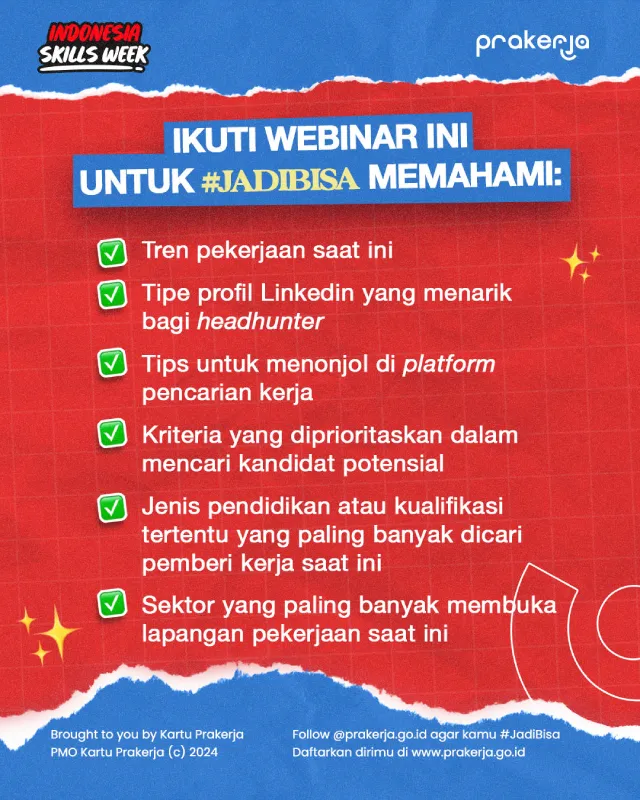 INDONESIA
SKILLS WEEK
prakerja
IKUTI WEBINAR INI
UNTUK #JADIBISA MEMAHAMI:
Tren pekerjaan saat ini
Tipe profil Linkedin yang menarik
bagi headhunter
Tips untuk menonjol di platform
pencarian kerja
Kriteria yang diprioritaskan dalam
mencari kandidat potensial
Jenis pendidikan atau kualifikasi
tertentu yang paling banyak dicari
pemberi kerja saat ini
Sektor yang paling banyak membuka
lapangan pekerjaan saat ini
Brought to you by Kartu Prakerja
PMO Kartu Prakerja (c) 2024
Follow @prakerja.go.id agar kamu #JadiBisa
Daftarkan dirimu di www.prakerja.go.id